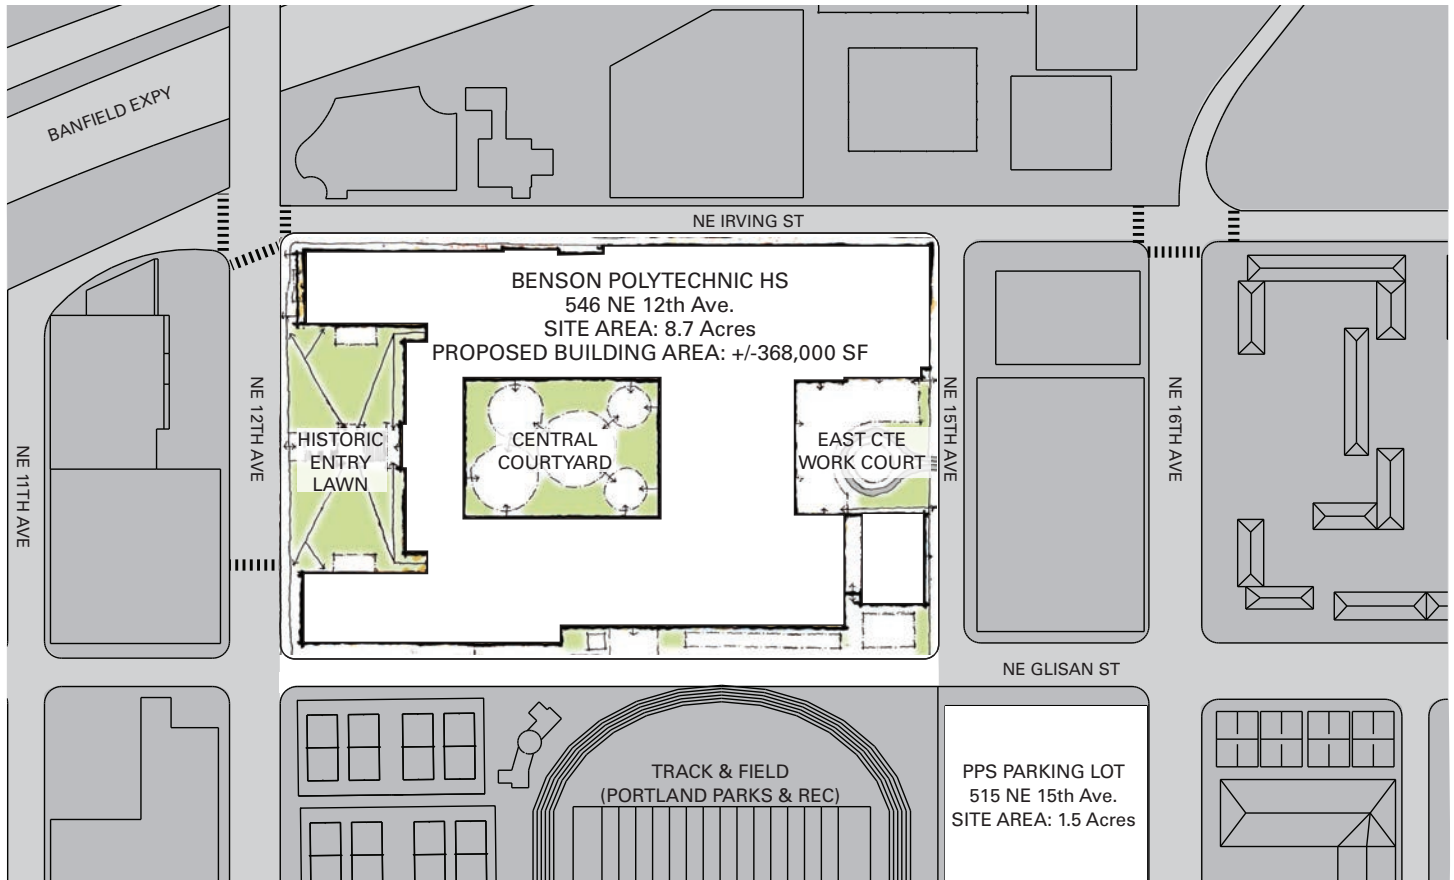 BANFIELD EXPY
NE IRVING ST
BENSON POLYTECHNIC HS
546 NE 12th Ave.
SITE AREA: 8.7 Acres
PROPOSED BUILDING AREA: +/-368,000 SF
NE 11TH AVE
NE 12TH AVE
HISTORIC
ENTRY
LAWN
CENTRAL
COURTYARD
EAST CTE
WORK COURT
NE 15TH AVE
NE 16TH AVE
NE GLISAN ST
TRACK & FIELD
(PORTLAND PARKS & REC)
PPS PARKING LOT
515 NE 15th Ave.
SITE AREA: 1.5 Acres